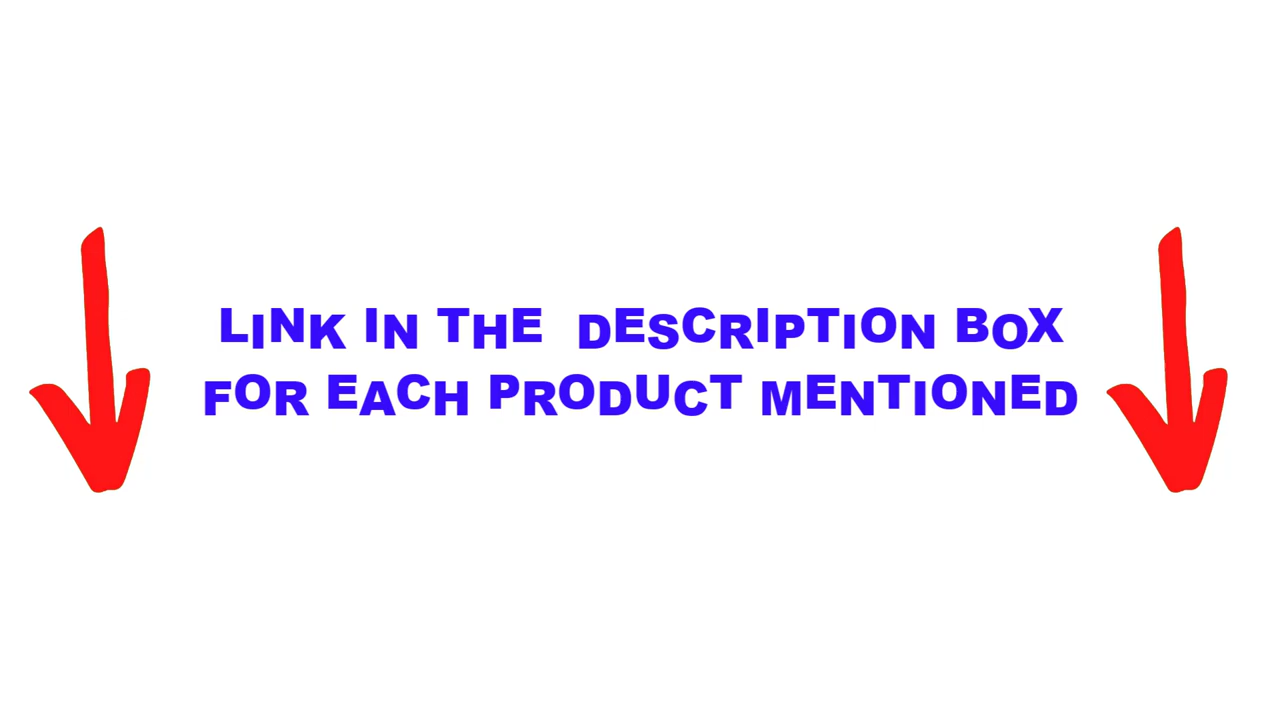 LINK IN THE DESCRIPTION BOX
FOR EACH PRODUCT MENTIONED